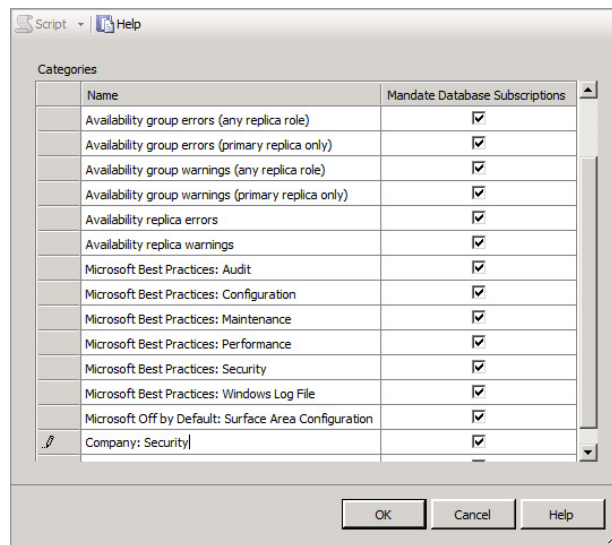 Script Help
Categories
Name Mandate Database Subscriptions
Availability group errors (any replica role)
Availability group errors (primary replica only)
Availability group warnings (any replica role)
Availability group warnings (primary replica only)
Availability replica errors
Availability replica warnings
Microsoft Best Practices: Audit
Microsoft Best Practices: Configuration
Microsoft Best Practices: Maintenance
Microsoft Best Practices: Performance
Microsoft Best Practices: Security
Microsoft Best Practices: Windows Log File
Microsoft Off by Default: Surface Area Configuration
Company: Security
OK Cancel Help